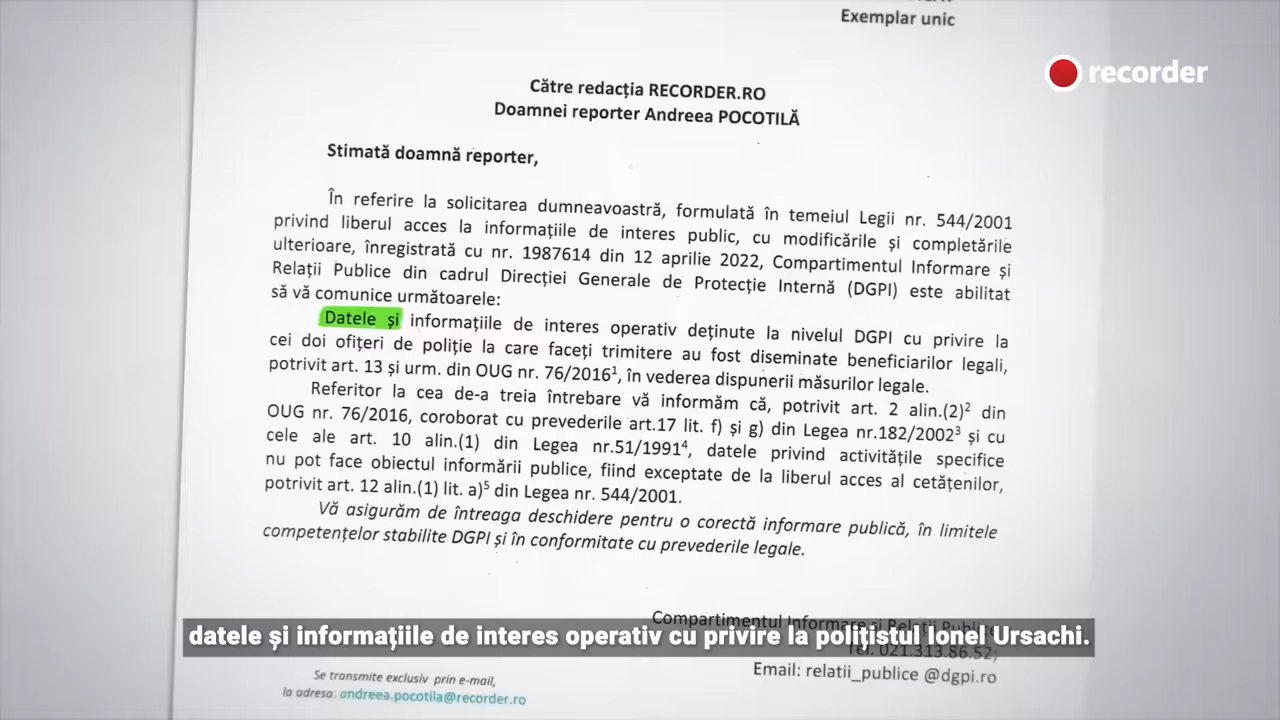 Exemplar unic
recorder
Către redacția RECORDER.RO
Doamnei reporter Andreea POCOTILĂ
Stimată doamnă reporter,
În referire la solicitarea dumneavoastră, formulată în temeiul Legii nr. 544/2001
privind liberul acces la informațiile de interes public, cu modificările și completările
ulterioare, înregistrată cu nr. 1987614 din 12 aprilie 2022, Compartimentul Informare și
Relații Publice din cadrul Direcției Generale de Protecție Internă (DGPI) este abilitat
să vă comunice următoarele:
Datele și informațiile de interes operativ deținute la nivelul DGPI cu privire la
cei doi ofițeri de poliție la care faceți trimitere au fost diseminate beneficiarilor legali,
potrivit art. 13 și urm. din OUG nr. 76/2016¹, în vederea dispunerii măsurilor legale.
Referitor la cea de-a treia întrebare vă informăm că, potrivit art. 2 alin.(2)² din
OUG nr. 76/2016, coroborat cu prevederile art.17 lit. f) și g) din Legea nr.182/2002³ și cu
cele ale art. 10 alin.(1) din Legea nr.51/1991⁴, datele privind activitățile specifice
nu pot face obiectul informării publice, fiind exceptate de la liberul acces al cetățenilor,
potrivit art. 12 alin.(1) lit. a)⁵ din Legea nr. 544/2001.
Vă asigurăm de întreaga deschidere pentru o corectă informare publică, în limitele
competențelor stabilite DGPI și în conformitate cu prevederile legale.
Compartimentul Informare și Relații Publice
datele și informațiile de interes operativ cu privire la polițistul Ionel Ursachi.
Tel. 021.313.86.52;
Email: relatii_publice @dgpi.ro
Se transmite exclusiv prin e-mail,
la adresa: andreea.pocotila@recorder.ro